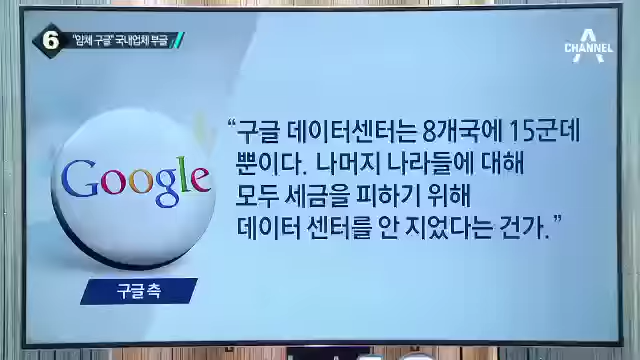 6 "얌체 구글" 국내업체 부글
CHANNEL A
Google
"구글 데이터센터는 8개국에 15군데
뿐이다. 나머지 나라들에 대해
모두 세금을 피하기 위해
데이터 센터를 안 지었다는 건가."
구글 측